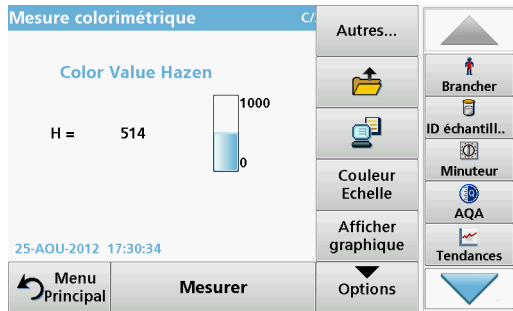 Mesure colorimétrique
C/
Color Value Hazen
1000
H = 514
0
25-AOU-2012 17:30:34
Autres...
Couleur
Echelle
Afficher
graphique
Brancher
ID échantill..
Minuteur
AQA
Tendances
Menu
Principal
Mesurer
Options